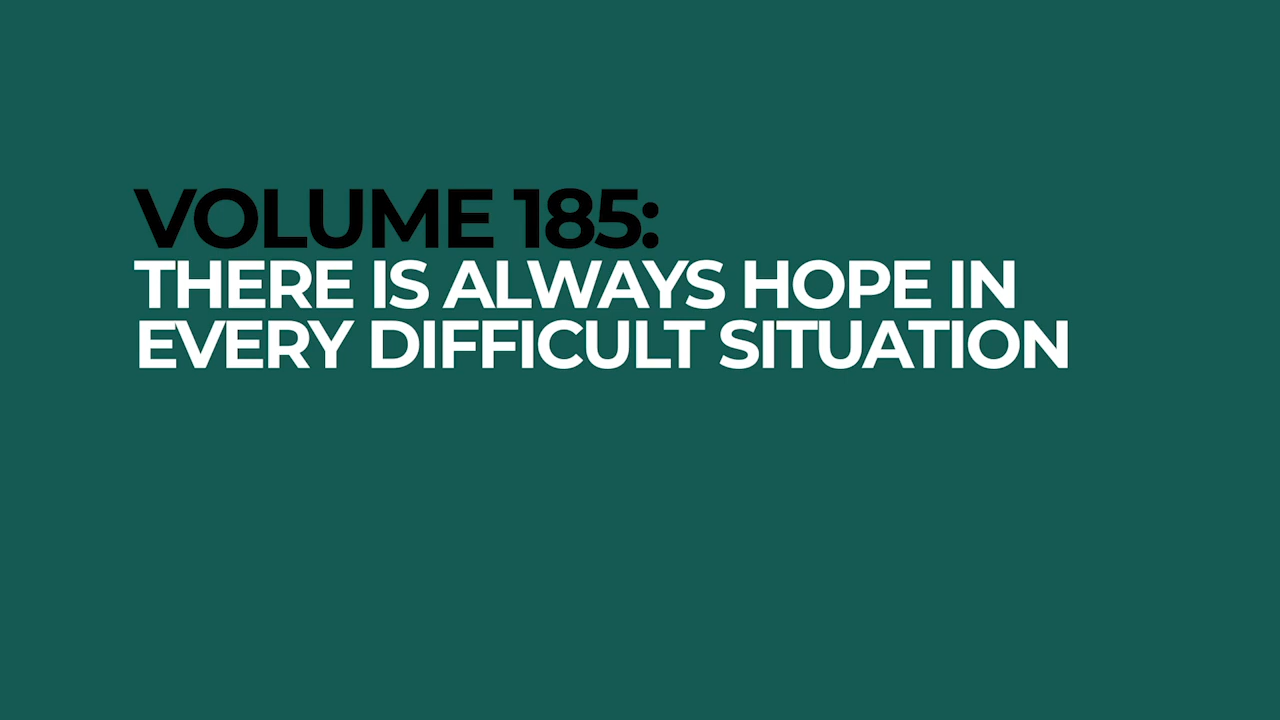 VOLUME 185:
THERE IS ALWAYS HOPE IN
EVERY DIFFICULT SITUATION